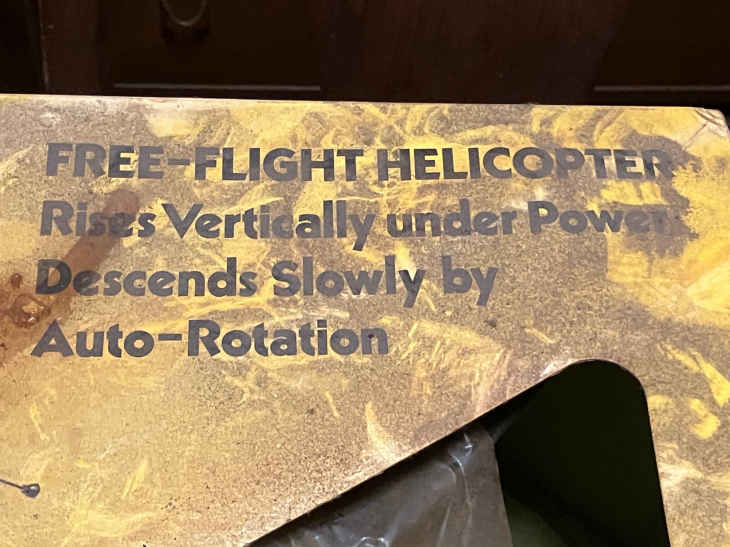 FREE-FLIGHT HELICOPTER
Rises Vertically under Power
Descends Slowly by
Auto-Rotation